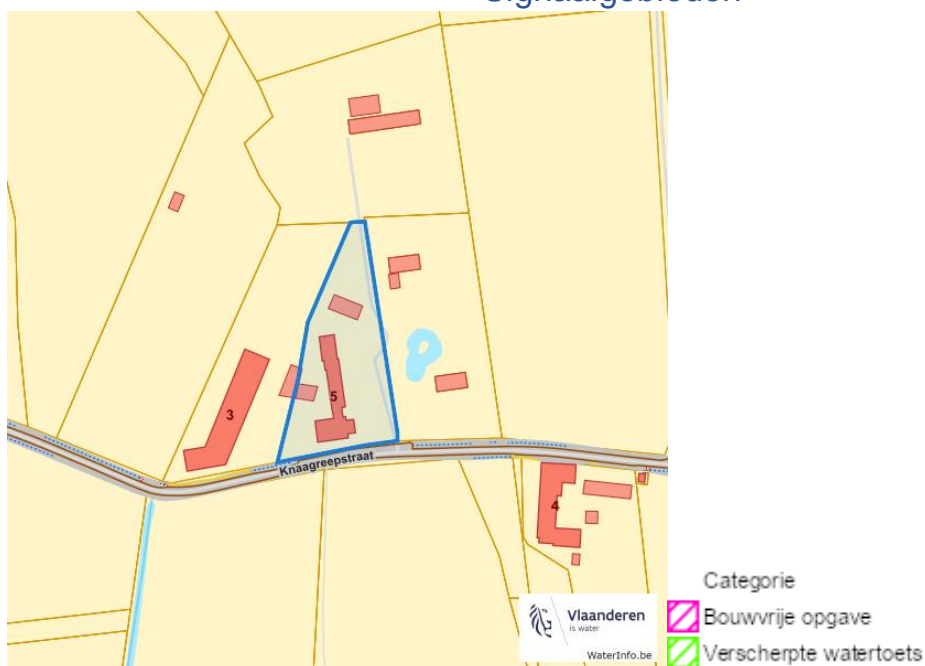 Signaalgebieden
3
5
Knaagreepstraat
4
Vlaanderen
is water
WaterInfo.be
Categorie
Bouwvrije opgave
Verscherpte watertoets